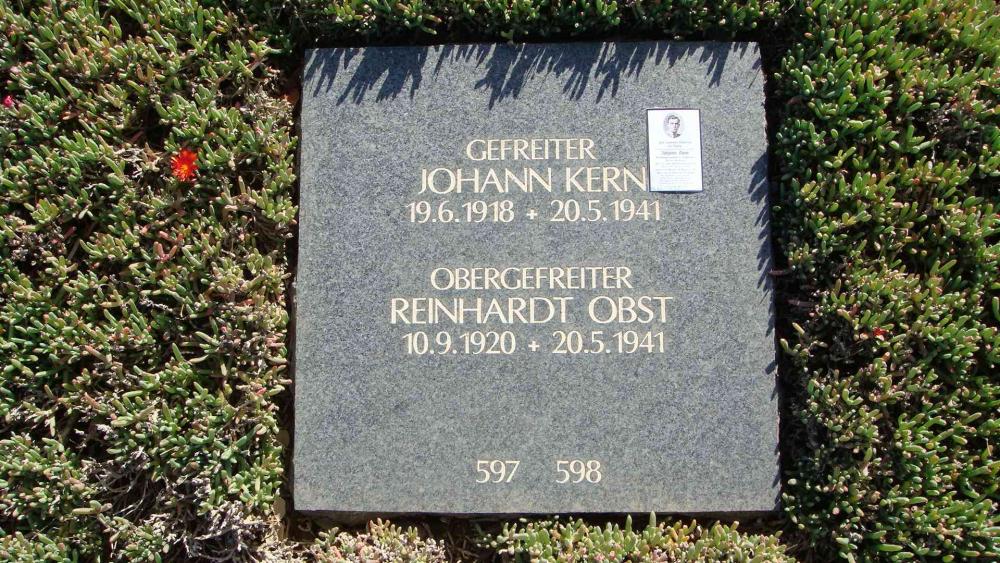 GEFREITER
JOHANN KERN
19.6.1918 + 20.5.1941
OBERGEFREITER
REINHARDT OBST
10.9.1920 + 20.5.1941
597 598